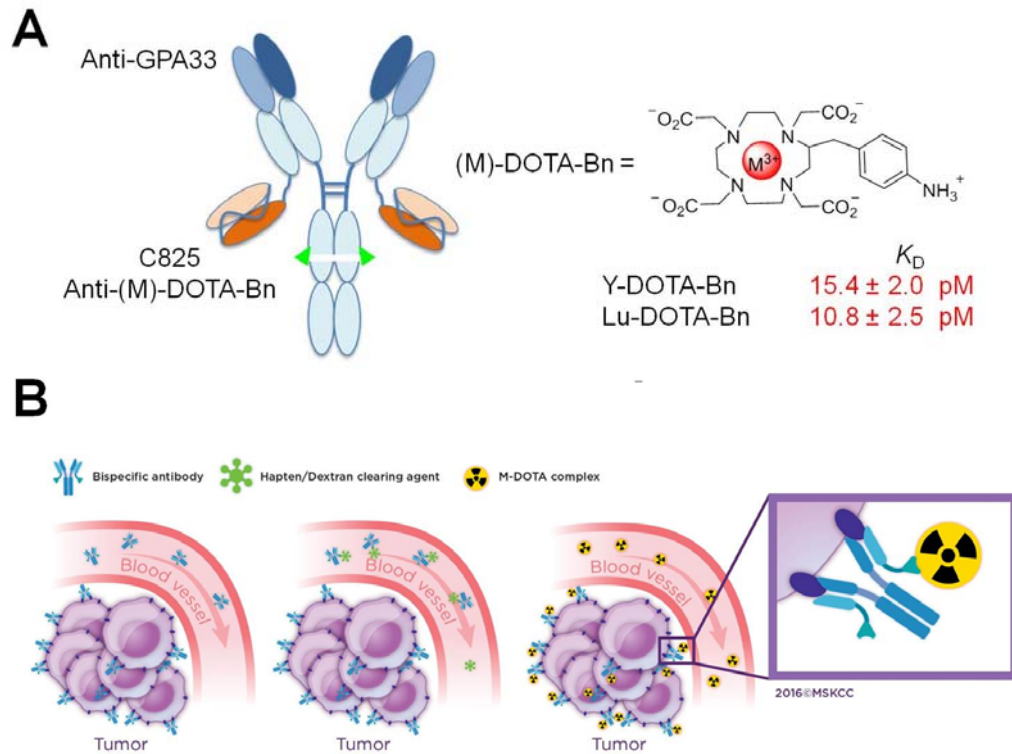 A
Anti-GPA33
C825
Anti-(M)-DOTA-Bn
(M)-DOTA-Bn =
⁻O₂C
CO₂⁻
N
N
M³⁺
N
N
⁻O₂C
CO₂⁻
NH₃⁺
K_D
Y-DOTA-Bn 15.4 ± 2.0 pM
Lu-DOTA-Bn 10.8 ± 2.5 pM
B
Bispecific antibody
Hapten/Dextran clearing agent
M-DOTA complex
Blood vessel
Blood vessel
Blood vessel
2016©MSKCC
Tumor
Tumor
Tumor